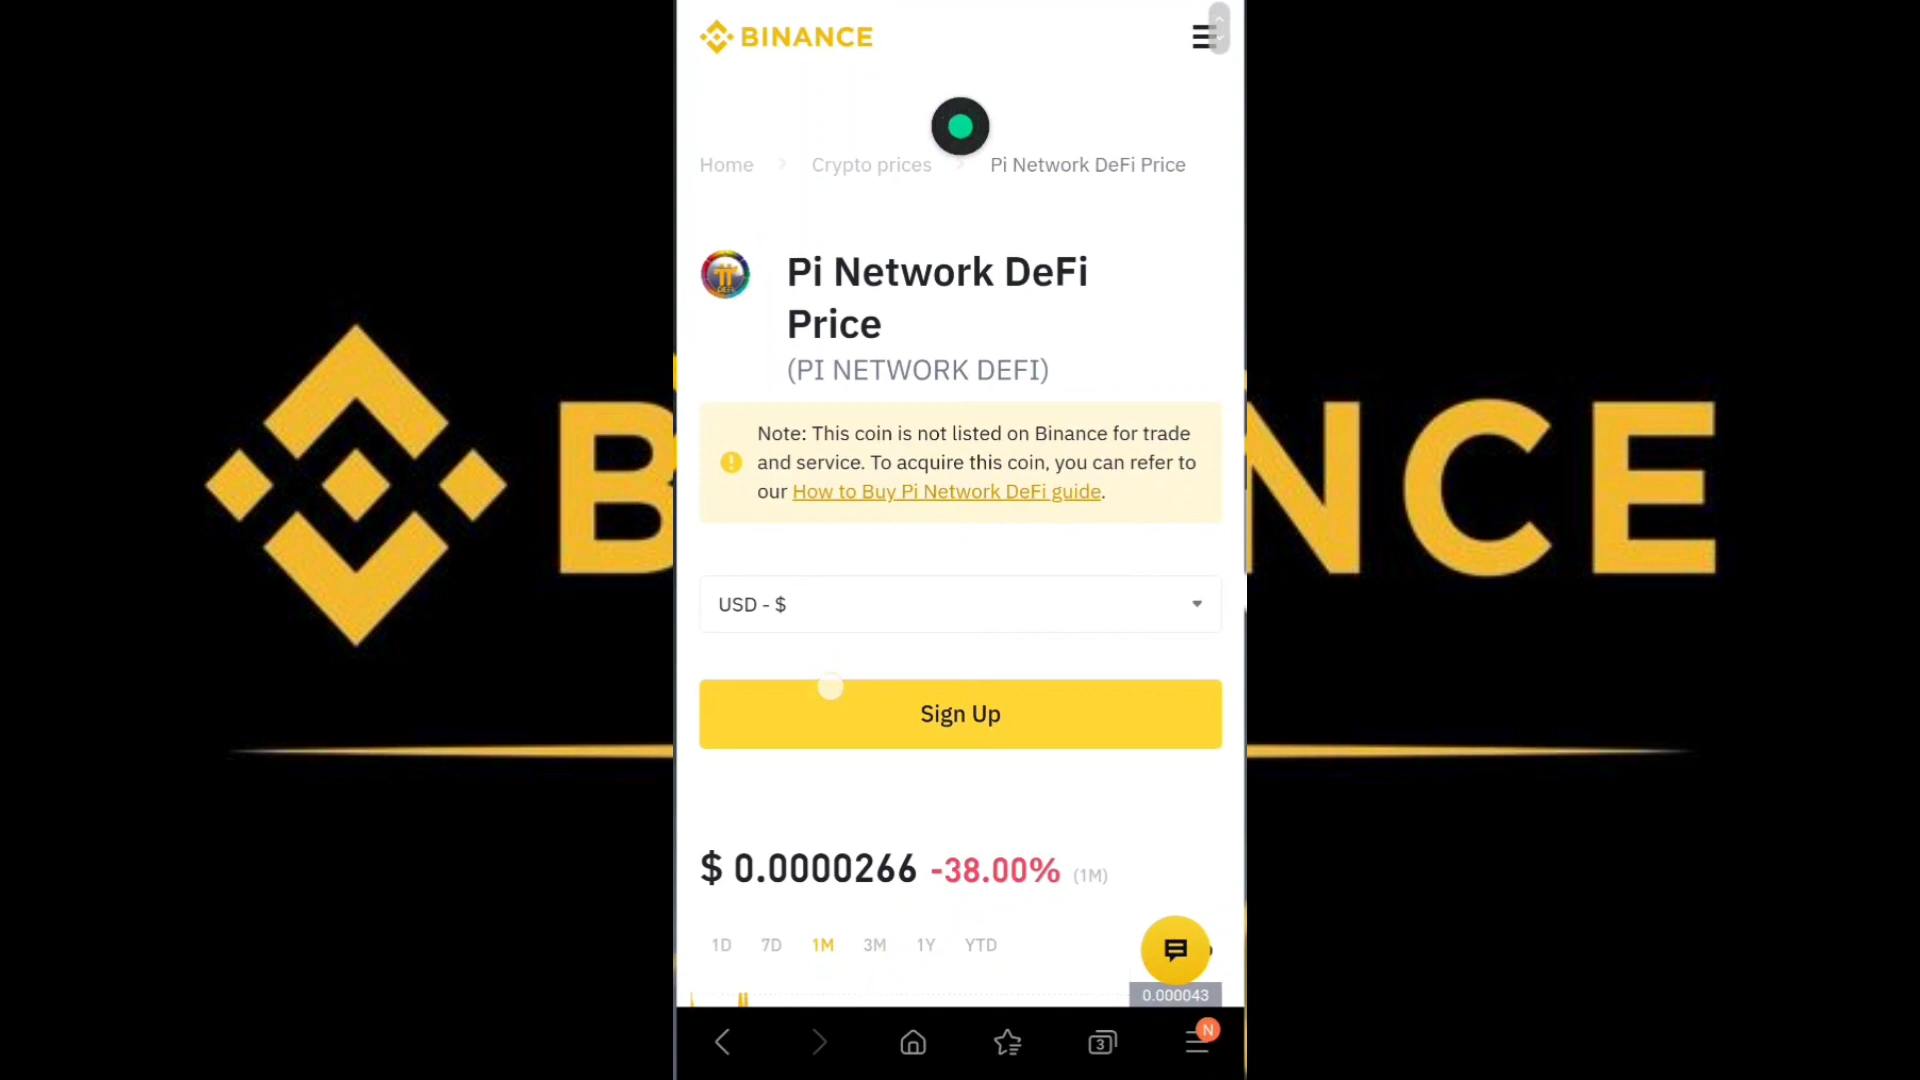 BINANCE
Home
Crypto prices
Pi Network DeFi Price
Pi Network DeFi
Price
(PI NETWORK DEFI)
Note: This coin is not listed on Binance for trade
and service. To acquire this coin, you can refer to
our How to Buy Pi Network DeFi guide.
B
NCE
USD - $
Sign Up
$ 0.0000266 -38.00% (1M)
1D 7D 1M 3M 1Y YTD
0.000043
3
N